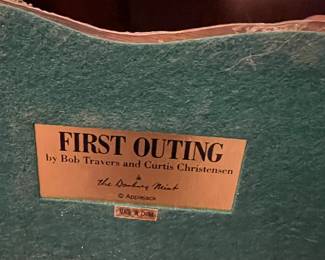 FIRST OUTING
by Bob Travers and Curtis Christensen
&
the Danbury Mint
© Applejack
MADE IN CHINA